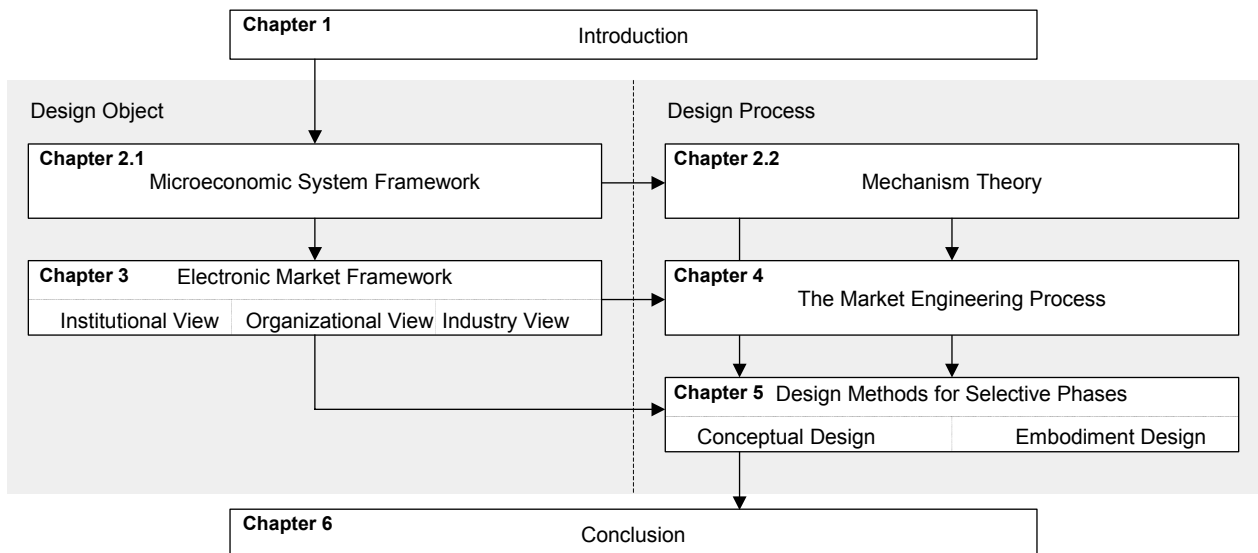 Chapter 1
Introduction
Design Object
Design Process
Chapter 2.1
Microeconomic System Framework
Chapter 2.2
Mechanism Theory
Chapter 3 Electronic Market Framework
Institutional View Organizational View Industry View
Chapter 4
The Market Engineering Process
Chapter 5 Design Methods for Selective Phases
Conceptual Design Embodiment Design
Chapter 6
Conclusion